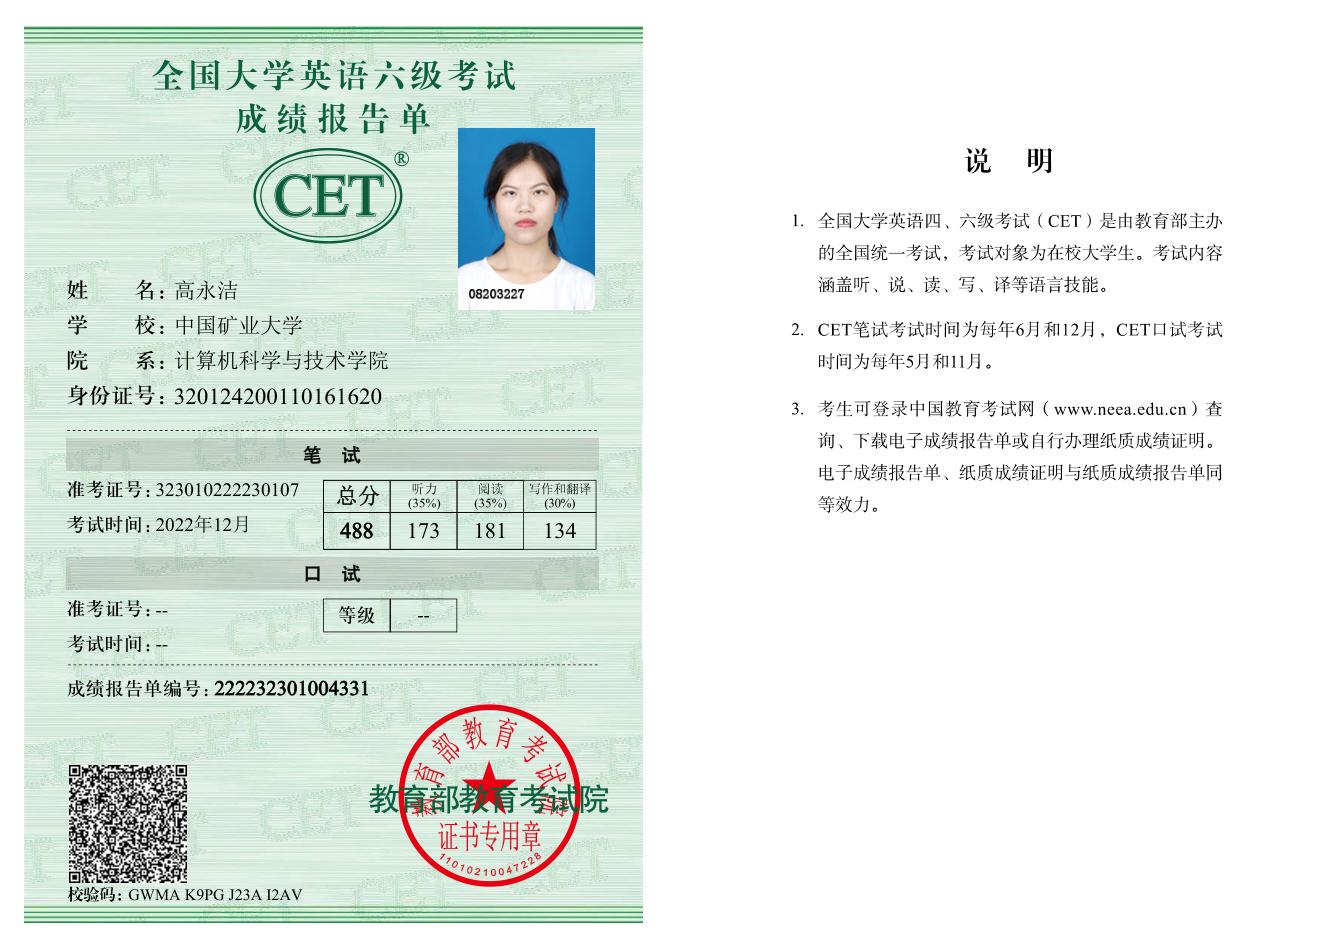 全国大学英语六级考试
成绩报告单
CET®
08203227
姓 名：高永洁
学 校：中国矿业大学
院 系：计算机科学与技术学院
身份证号：320124200110161620
笔 试
准考证号：323010222230107
考试时间：2022年12月
总分 听力(35%) 阅读(35%) 写作和翻译(30%)
488 173 181 134
口 试
准考证号：--
考试时间：--
等级 --
成绩报告单编号：222232301004331
教育部教育考试院
教育部教育考试院
证书专用章
11010210047228
校验码：GWMA K9PG J23A I2AV
说 明
1. 全国大学英语四、六级考试（CET）是由教育部主办
的全国统一考试，考试对象为在校大学生。考试内容
涵盖听、说、读、写、译等语言技能。
2. CET笔试考试时间为每年6月和12月，CET口试考试
时间为每年5月和11月。
3. 考生可登录中国教育考试网（www.neea.edu.cn）查
询、下载电子成绩报告单或自行办理纸质成绩证明。
电子成绩报告单、纸质成绩证明与纸质成绩报告单同
等效力。